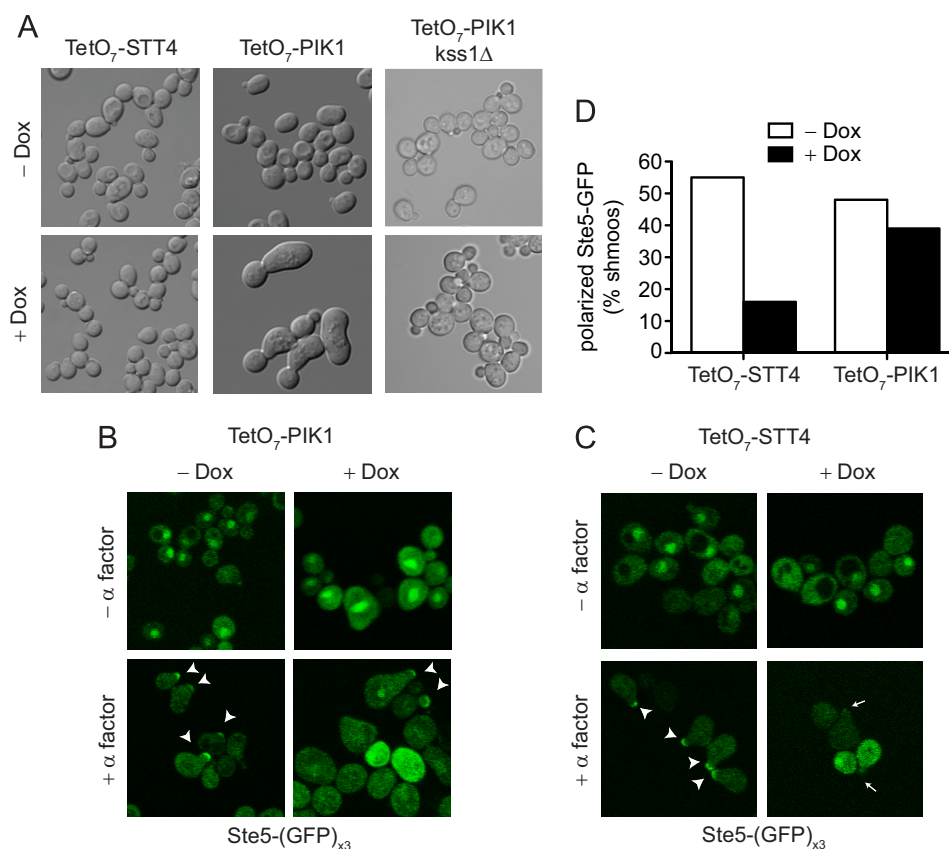 A
TetO7-STT4
TetO7-PIK1
TetO7-PIK1
kss1Δ
– Dox
+ Dox
D
– Dox
+ Dox
polarized Ste5-GFP
(% shmoos)
60
50
40
30
20
10
0
TetO7-STT4
TetO7-PIK1
B
TetO7-PIK1
– Dox
+ Dox
– α factor
+ α factor
Ste5-(GFP)x3
C
TetO7-STT4
– Dox
+ Dox
– α factor
+ α factor
Ste5-(GFP)x3